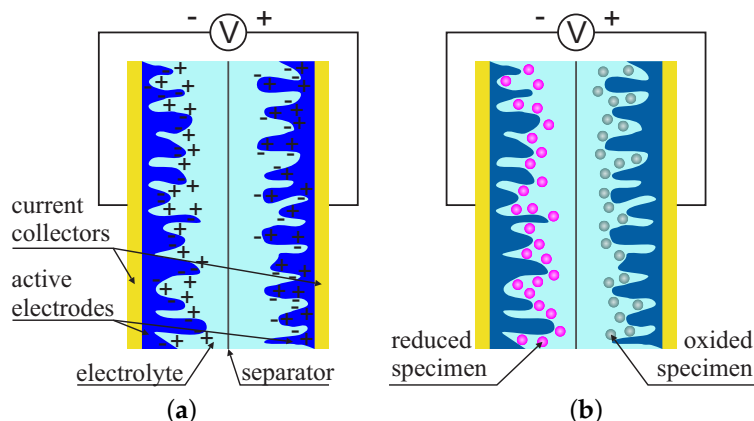 - V +
- V +
current
collectors
active
electrodes
electrolyte
separator
reduced
specimen
oxided
specimen
(a)
(b)